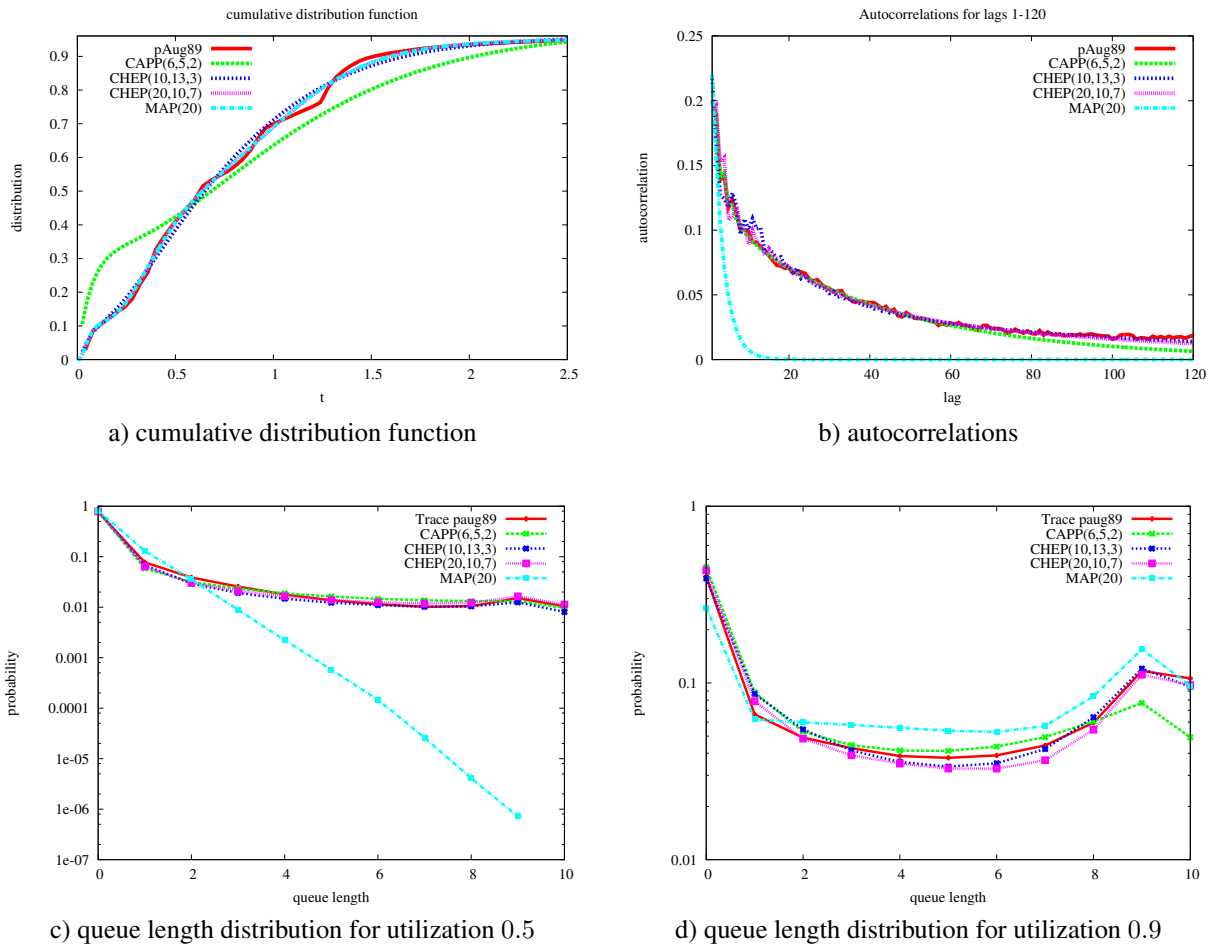 cumulative distribution function
pAug89
CAPP(6,5,2)
CHEP(10,13,3)
CHEP(20,10,7)
MAP(20)
distribution
0.9
0.8
0.7
0.6
0.5
0.4
0.3
0.2
0.1
0
0
0.5
1
1.5
2
2.5
t
a) cumulative distribution function
Autocorrelations for lags 1-120
pAug89
CAPP(6,5,2)
CHEP(10,13,3)
CHEP(20,10,7)
MAP(20)
autocorrelation
0.25
0.2
0.15
0.1
0.05
0
20
40
60
80
100
120
lag
b) autocorrelations
Trace paug89
CAPP(6,5,2)
CHEP(10,13,3)
CHEP(20,10,7)
MAP(20)
probability
1
0.1
0.01
0.001
0.0001
1e-05
1e-06
1e-07
0
2
4
6
8
10
queue length
c) queue length distribution for utilization 0.5
Trace paug89
CAPP(6,5,2)
CHEP(10,13,3)
CHEP(20,10,7)
MAP(20)
probability
1
0.1
0.01
0
2
4
6
8
10
queue length
d) queue length distribution for utilization 0.9